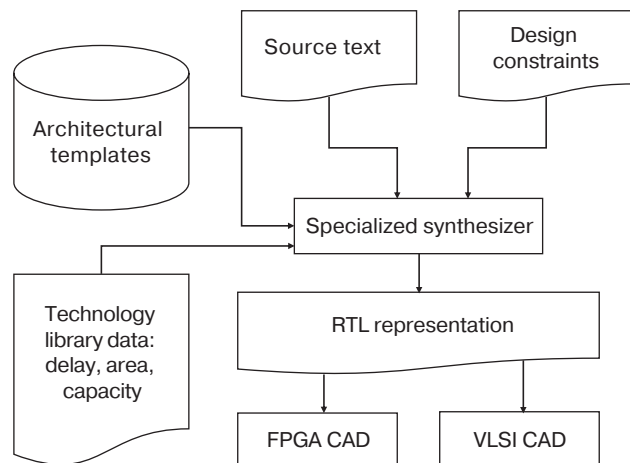 Source text
Design
constraints
Architectural
templates
Specialized synthesizer
Technology
library data:
delay, area,
capacity
RTL representation
FPGA CAD
VLSI CAD